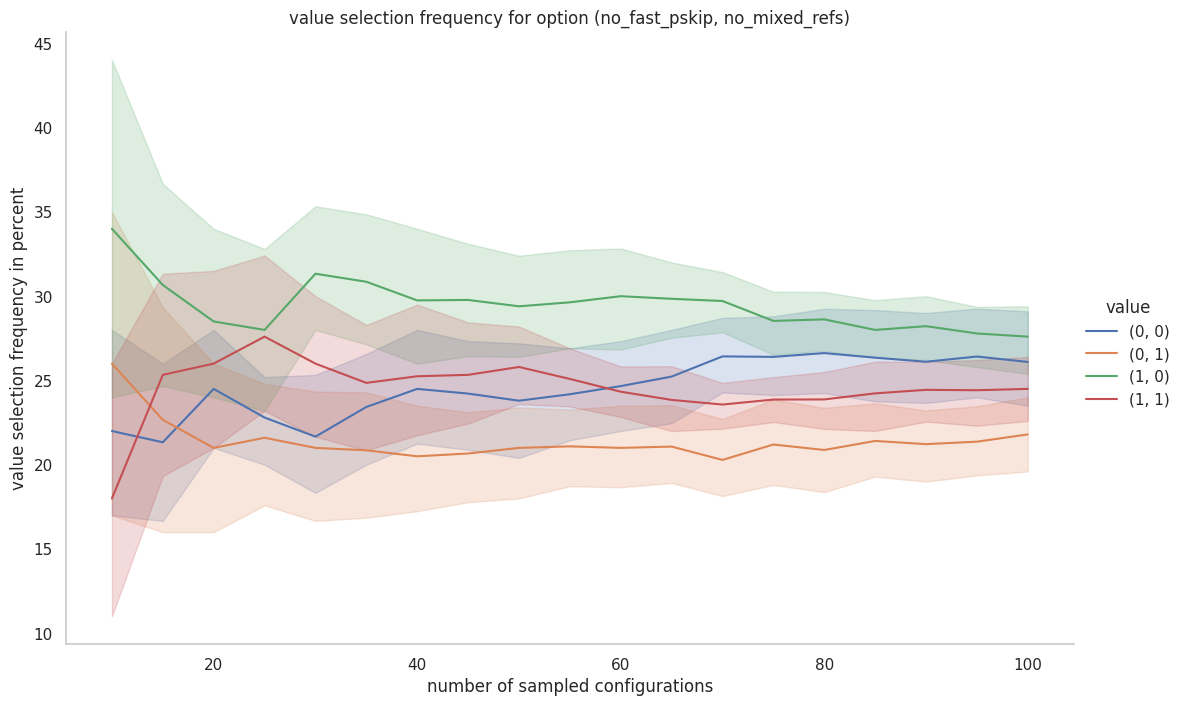 value selection frequency for option (no_fast_pskip, no_mixed_refs)
45
40
35
30
25
20
15
10
value selection frequency in percent
20 40 60 80 100
number of sampled configurations
value
(0, 0)
(0, 1)
(1, 0)
(1, 1)